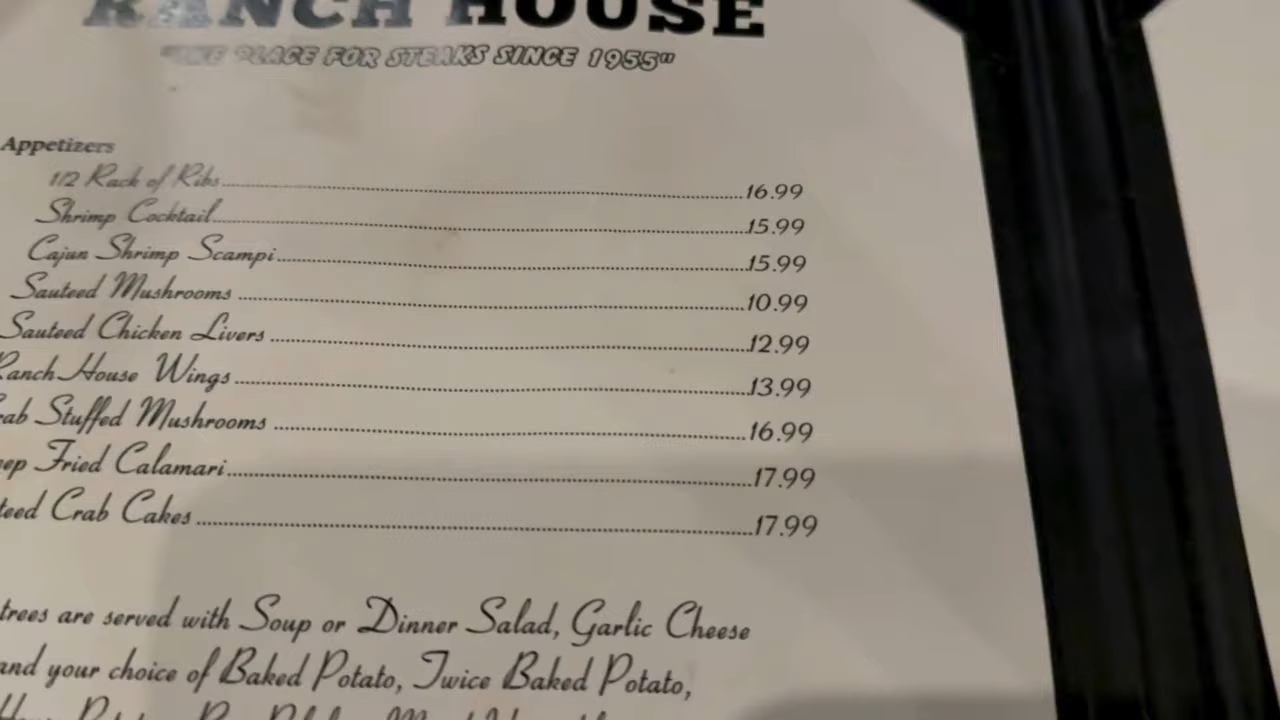 RANCH HOUSE
"THE PLACE FOR STEAKS SINCE 1955"
Appetizers
1/2 Rack of Ribs 16.99
Shrimp Cocktail 15.99
Cajun Shrimp Scampi 15.99
Sauteed Mushrooms 10.99
Sauteed Chicken Livers 12.99
Ranch House Wings 13.99
rab Stuffed Mushrooms 16.99
eep Fried Calamari 17.99
teed Crab Cakes 17.99
trees are served with Soup or Dinner Salad, Garlic Cheese
and your choice of Baked Potato, Twice Baked Potato,